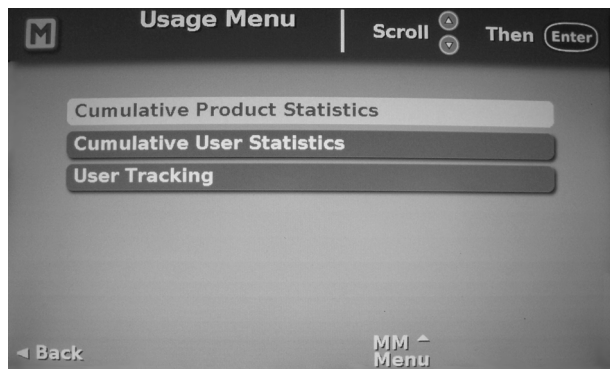 M
Usage Menu
Scroll
Then Enter
Cumulative Product Statistics
Cumulative User Statistics
User Tracking
Back
MM
Menu